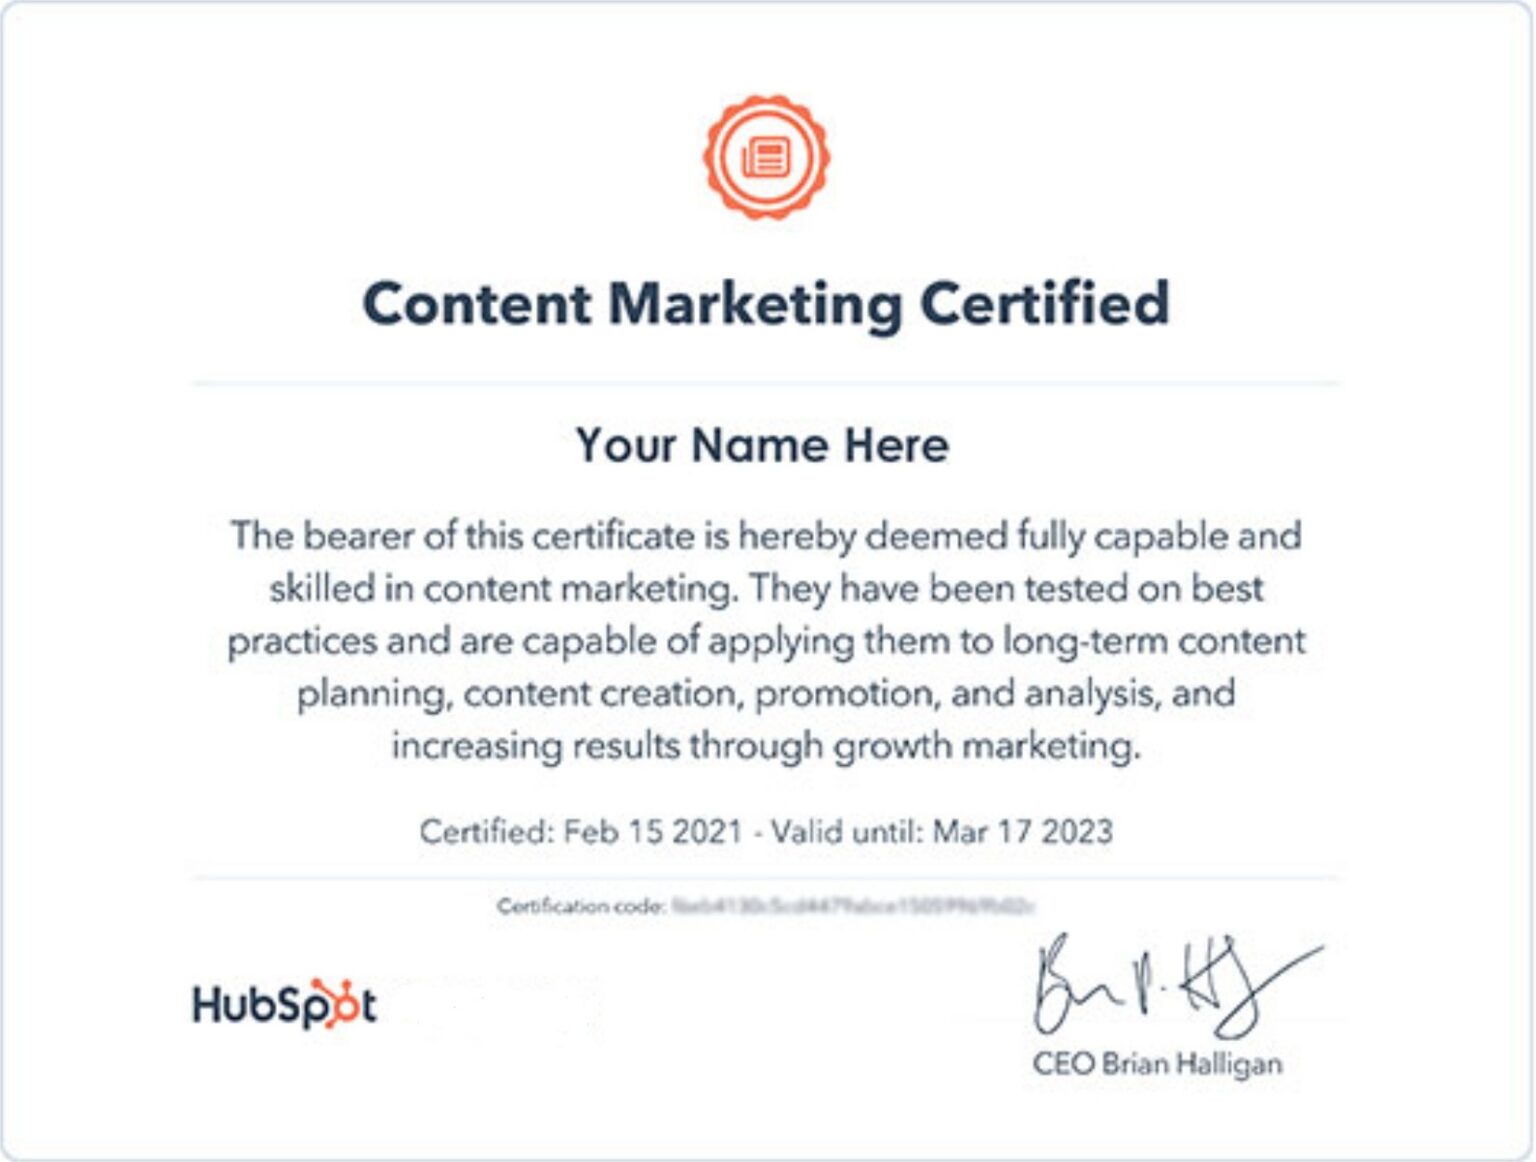 Content Marketing Certified
Your Name Here
The bearer of this certificate is hereby deemed fully capable and
skilled in content marketing. They have been tested on best
practices and are capable of applying them to long-term content
planning, content creation, promotion, and analysis, and
increasing results through growth marketing.
Certified: Feb 15 2021 - Valid until: Mar 17 2023
Certification code:
HubSpot
CEO Brian Halligan